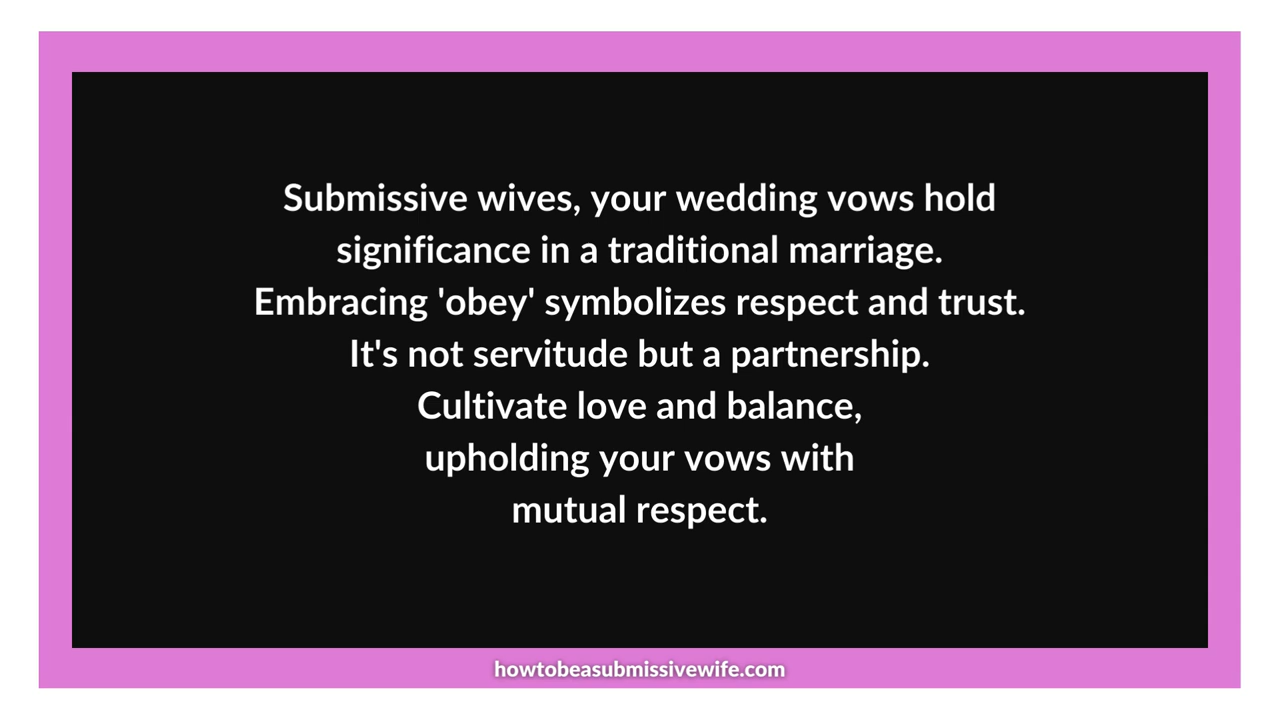 Submissive wives, your wedding vows hold
significance in a traditional marriage.
Embracing 'obey' symbolizes respect and trust.
It's not servitude but a partnership.
Cultivate love and balance,
upholding your vows with
mutual respect.
howtobeasubmissivewife.com